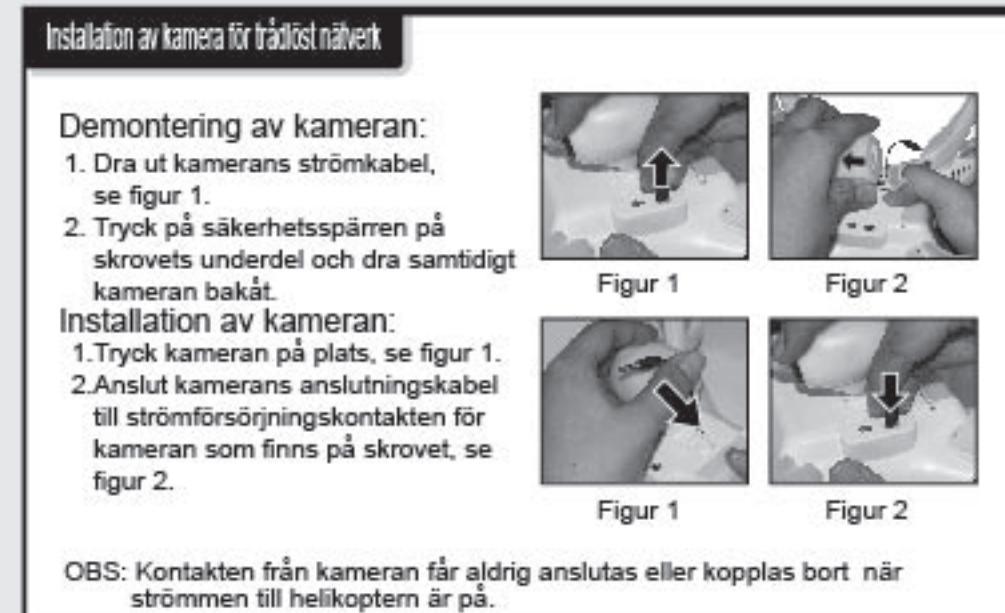 Installation av kamera för trådlöst nätverk
Demontering av kameran:
1. Dra ut kamerans strömkabel,
se figur 1.
2. Tryck på säkerhetsspärren på
skrovets underdel och dra samtidigt
kameran bakåt.
Installation av kameran:
1.Tryck kameran på plats, se figur 1.
2.Anslut kamerans anslutningskabel
till strömförsörjningskontakten för
kameran som finns på skrovet, se
figur 2.
Figur 1
Figur 2
Figur 1
Figur 2
OBS: Kontakten från kameran får aldrig anslutas eller kopplas bort när
strömmen till helikoptern är på.